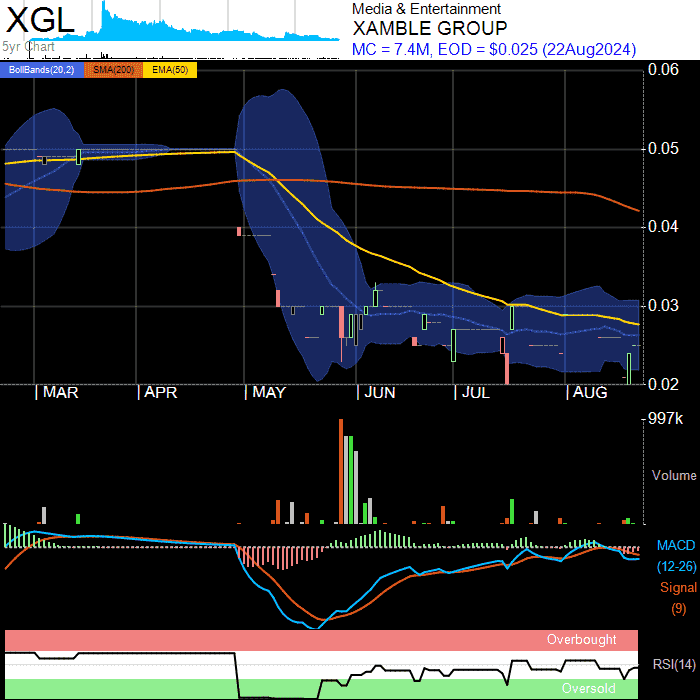 XGL
5yr Chart
Media & Entertainment
XAMBLE GROUP
MC = 7.4M, EOD = $0.025 (22Aug2024)
BollBands(20,2) SMA(200) EMA(50)
0.06
0.05
0.04
0.03
0.02
MAR APR MAY JUN JUL AUG
997k
Volume
MACD
(12-26)
Signal
(9)
Overbought
RSI(14)
Oversold